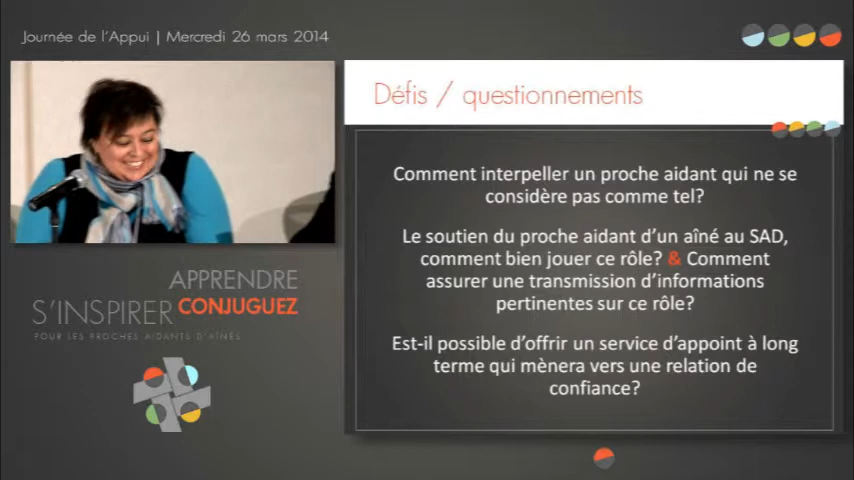 Journée de l'Appui | Mercredi 26 mars 2014
Défis / questionnements
Comment interpeller un proche aidant qui ne se
considère pas comme tel?
Le soutien du proche aidant d'un aîné au SAD,
comment bien jouer ce rôle? & Comment
assurer une transmission d'informations
pertinentes sur ce rôle?
Est-il possible d'offrir un service d'appoint à long
terme qui mènera vers une relation de
confiance?
APPRENDRE
S'INSPIRER CONJUGUEZ
POUR LES PROCHES AIDANTS D'AÎNÉS